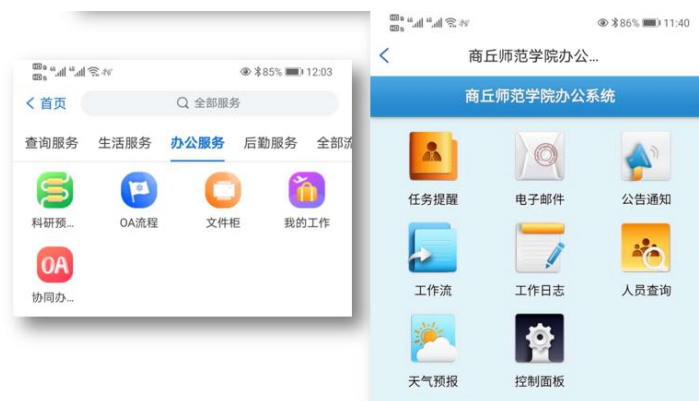 85% 12:03
首页
全部服务
查询服务 生活服务 办公服务 后勤服务 全部流
科研预... OA流程 文件柜 我的工作
OA
协同办...
86% 11:40
商丘师范学院办公...
商丘师范学院办公系统
任务提醒 电子邮件 公告通知
工作流 工作日志 人员查询
天气预报 控制面板